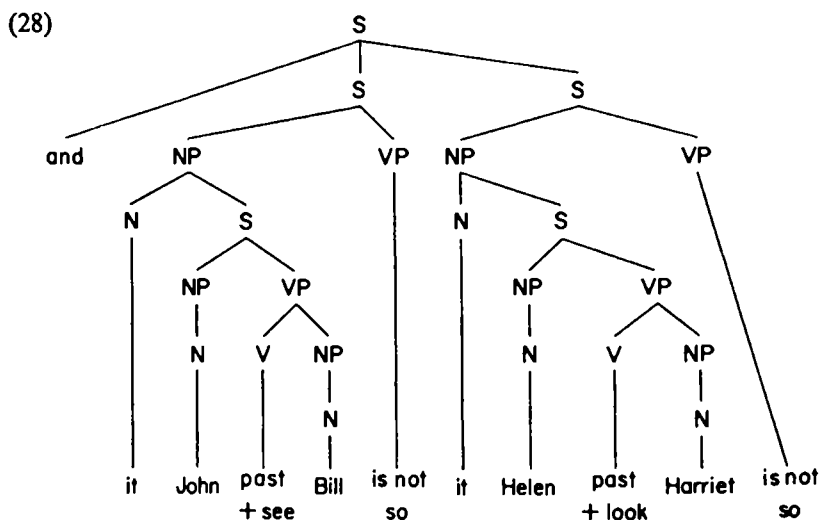 (28)
S
S S
and NP VP NP VP
N S N S
NP VP NP VP
N V NP N V NP
N N
it John past Bill is not it Helen past Harriet is not
+ see so + look so